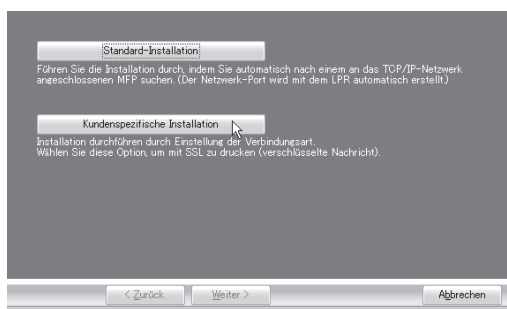 Standard-Installation
Führen Sie die Installation durch, indem Sie automatisch nach einem an das TCP/IP-Netzwerk
angeschlossenen MFP suchen. (Der Netzwerk-Port wird mit dem LPR automatisch erstellt.)
Kundenspezifische Installation
Installation durchführen durch Einstellung der Verbindungsart.
Wählen Sie diese Option, um mit SSL zu drucken (verschlüsselte Nachricht).
< Zurück Weiter > Abbrechen